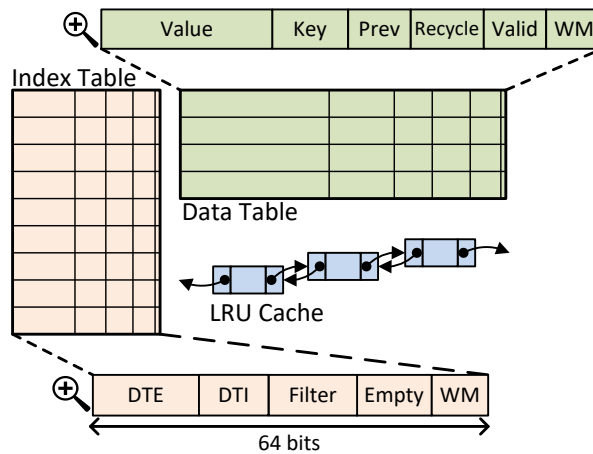 Value Key Prev Recycle Valid WM
Index Table
Data Table
LRU Cache
DTE DTI Filter Empty WM
64 bits